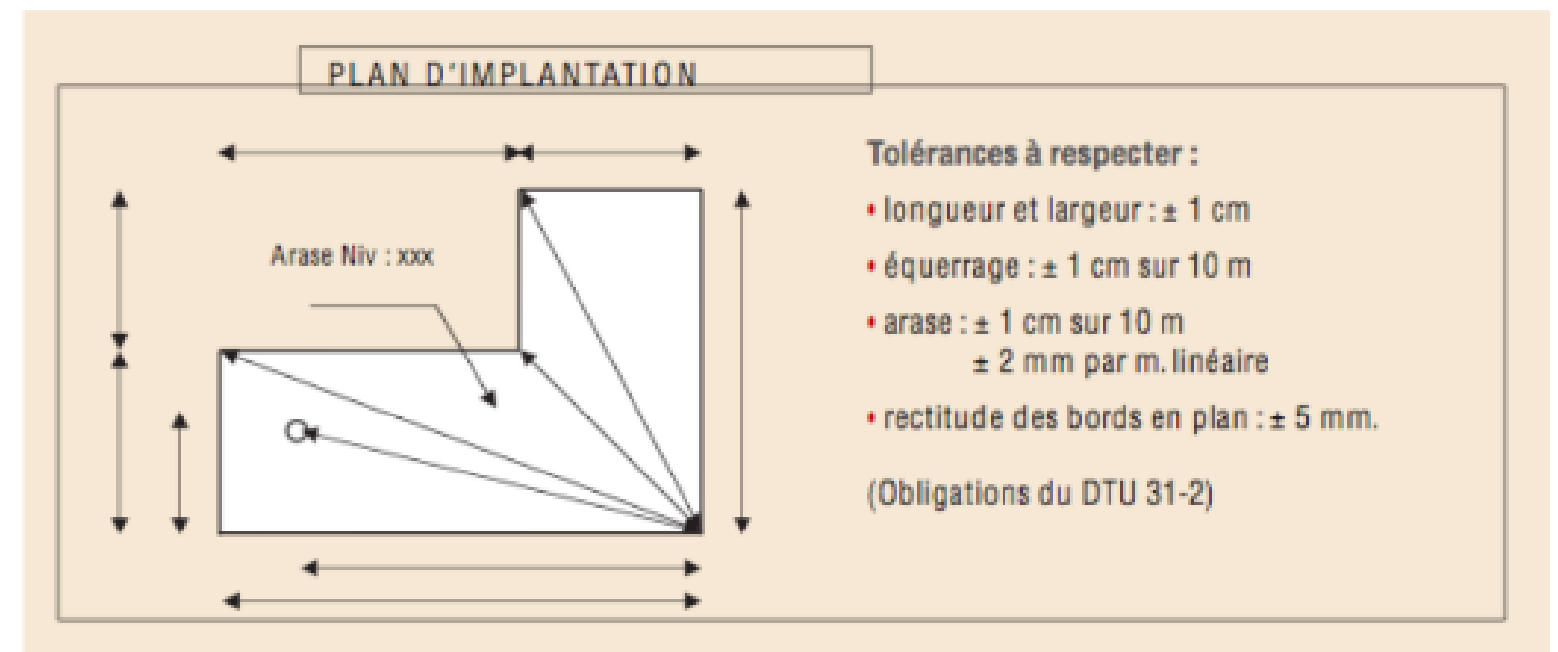 PLAN D'IMPLANTATION
Arase Niv : xxx
Tolérances à respecter :
• longueur et largeur : ± 1 cm
• équerrage : ± 1 cm sur 10 m
• arase : ± 1 cm sur 10 m
± 2 mm par m. linéaire
• rectitude des bords en plan : ± 5 mm.
(Obligations du DTU 31-2)